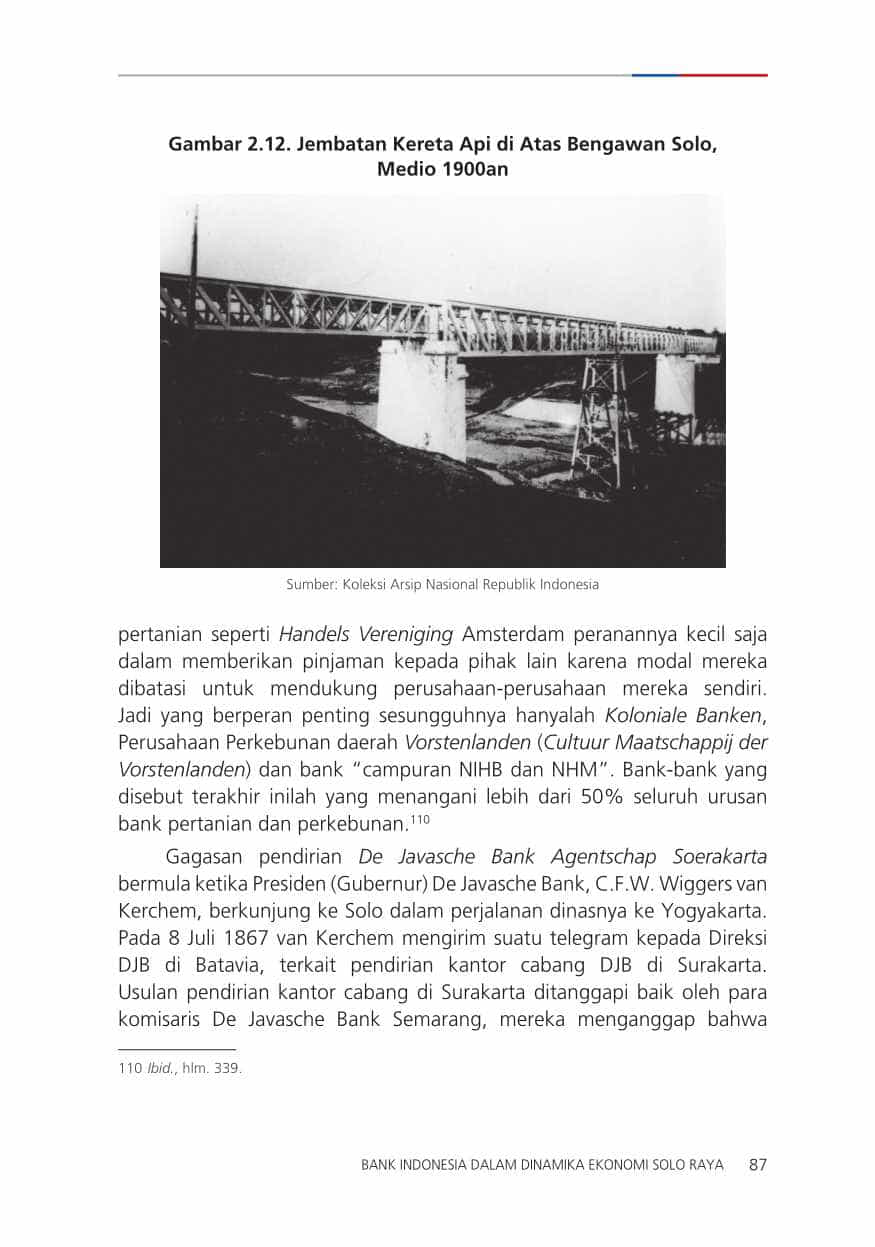 Gambar 2.12. Jembatan Kereta Api di Atas Bengawan Solo,
Medio 1900an
Sumber: Koleksi Arsip Nasional Republik Indonesia
pertanian seperti Handels Vereniging Amsterdam peranannya kecil saja
dalam memberikan pinjaman kepada pihak lain karena modal mereka
dibatasi untuk mendukung perusahaan-perusahaan mereka sendiri.
Jadi yang berperan penting sesungguhnya hanyalah Koloniale Banken,
Perusahaan Perkebunan daerah Vorstenlanden (Cultuur Maatschappij der
Vorstenlanden) dan bank “campuran NIHB dan NHM”. Bank-bank yang
disebut terakhir inilah yang menangani lebih dari 50% seluruh urusan
bank pertanian dan perkebunan.110
Gagasan pendirian De Javasche Bank Agentschap Soerakarta
bermula ketika Presiden (Gubernur) De Javasche Bank, C.F.W. Wiggers van
Kerchem, berkunjung ke Solo dalam perjalanan dinasnya ke Yogyakarta.
Pada 8 Juli 1867 van Kerchem mengirim suatu telegram kepada Direksi
DJB di Batavia, terkait pendirian kantor cabang DJB di Surakarta.
Usulan pendirian kantor cabang di Surakarta ditanggapi baik oleh para
komisaris De Javasche Bank Semarang, mereka menganggap bahwa
110 Ibid., hlm. 339.
BANK INDONESIA DALAM DINAMIKA EKONOMI SOLO RAYA 87